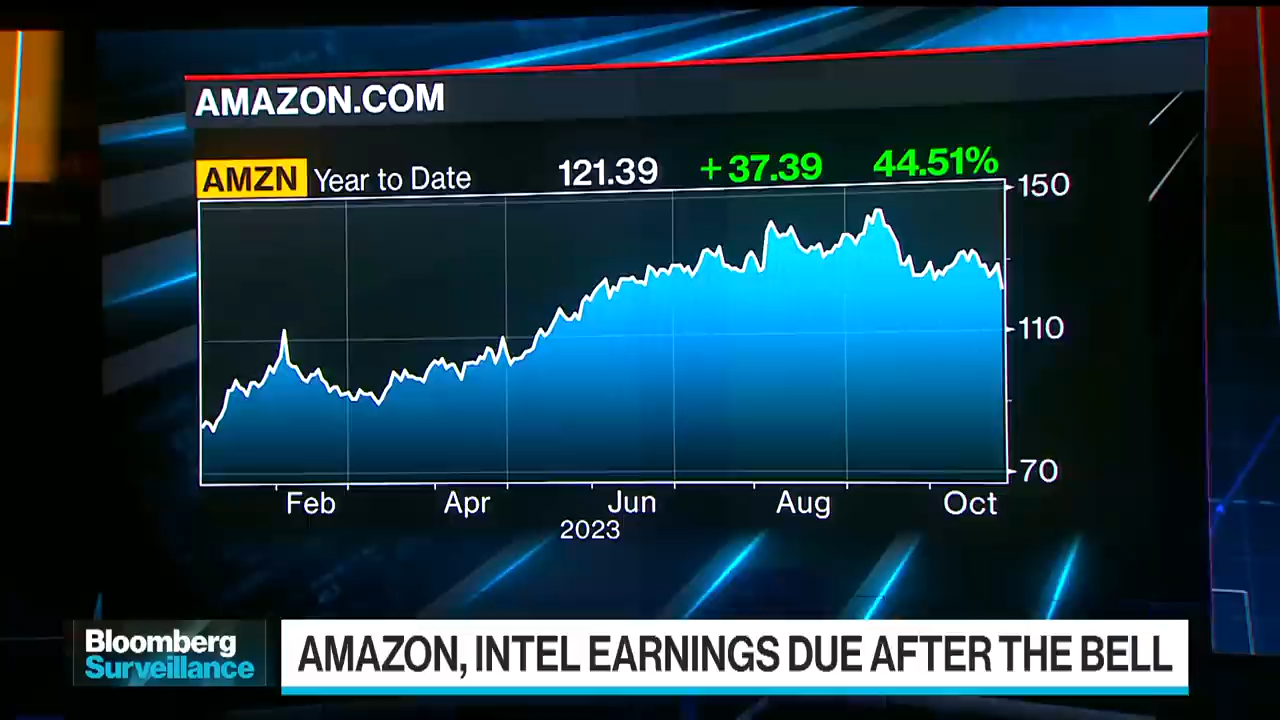 AMAZON.COM
AMZN Year to Date 121.39 +37.39 44.51%
150
110
70
Feb Apr Jun Aug Oct
2023
Bloomberg
Surveillance
AMAZON, INTEL EARNINGS DUE AFTER THE BELL